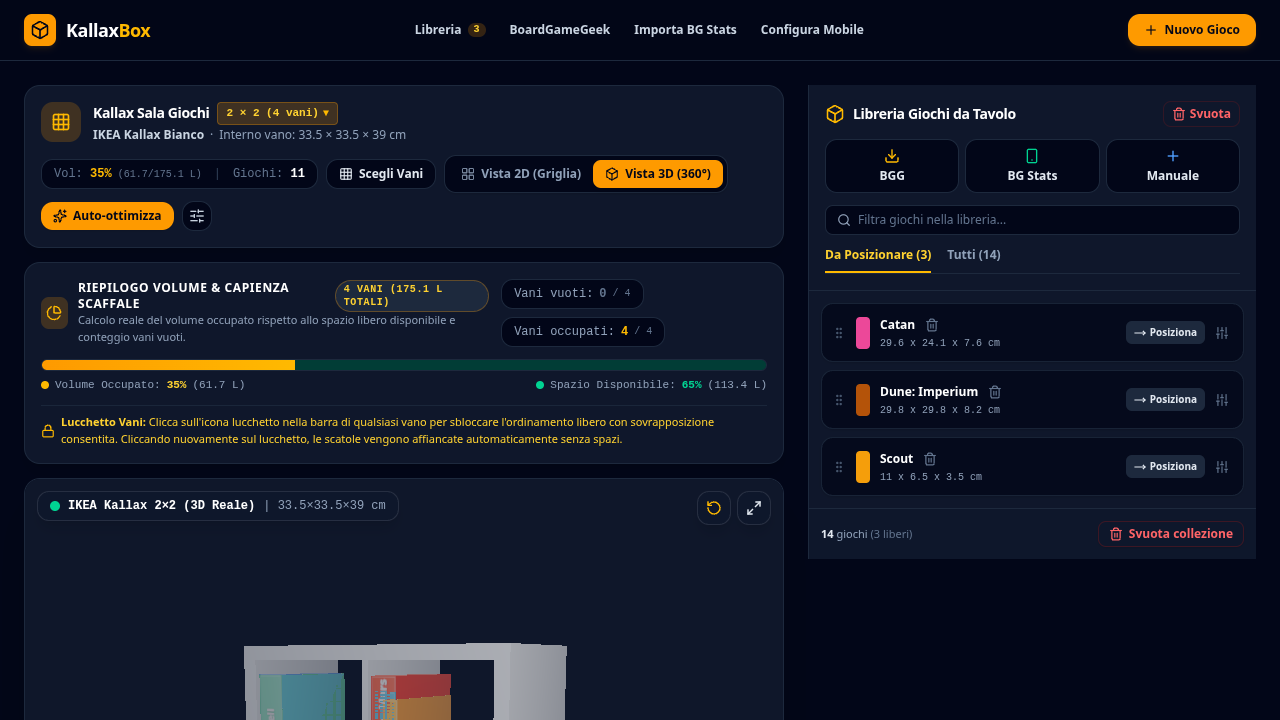 KallaxBox
Libreria 3
BoardGameGeek
Importa BG Stats
Configura Mobile
Nuovo Gioco
Kallax Sala Giochi
2 × 2 (4 vani) ▾
IKEA Kallax Bianco · Interno vano: 33.5 × 33.5 × 39 cm
Vol: 35% (61.7/175.1 L) | Giochi: 11
Scegli Vani
Vista 2D (Griglia)
Vista 3D (360°)
Auto-ottimizza
RIEPILOGO VOLUME & CAPIENZA
SCAFFALE
4 VANI (175.1 L
TOTALI)
Calcolo reale del volume occupato rispetto allo spazio libero disponibile e
conteggio vani vuoti.
Vani vuoti: 0 / 4
Vani occupati: 4 / 4
Volume Occupato: 35% (61.7 L)
Spazio Disponibile: 65% (113.4 L)
Lucchetto Vani: Clicca sull'icona lucchetto nella barra di qualsiasi vano per sbloccare l'ordinamento libero con sovrapposizione
consentita. Cliccando nuovamente sul lucchetto, le scatole vengono affiancate automaticamente senza spazi.
IKEA Kallax 2×2 (3D Reale) | 33.5×33.5×39 cm
Libreria Giochi da Tavolo
Svuota
BGG
BG Stats
Manuale
Filtra giochi nella libreria...
Da Posizionare (3)
Tutti (14)
Catan
29.6 x 24.1 x 7.6 cm
Posiziona
Dune: Imperium
29.8 x 29.8 x 8.2 cm
Posiziona
Scout
11 x 6.5 x 3.5 cm
Posiziona
14 giochi (3 liberi)
Svuota collezione